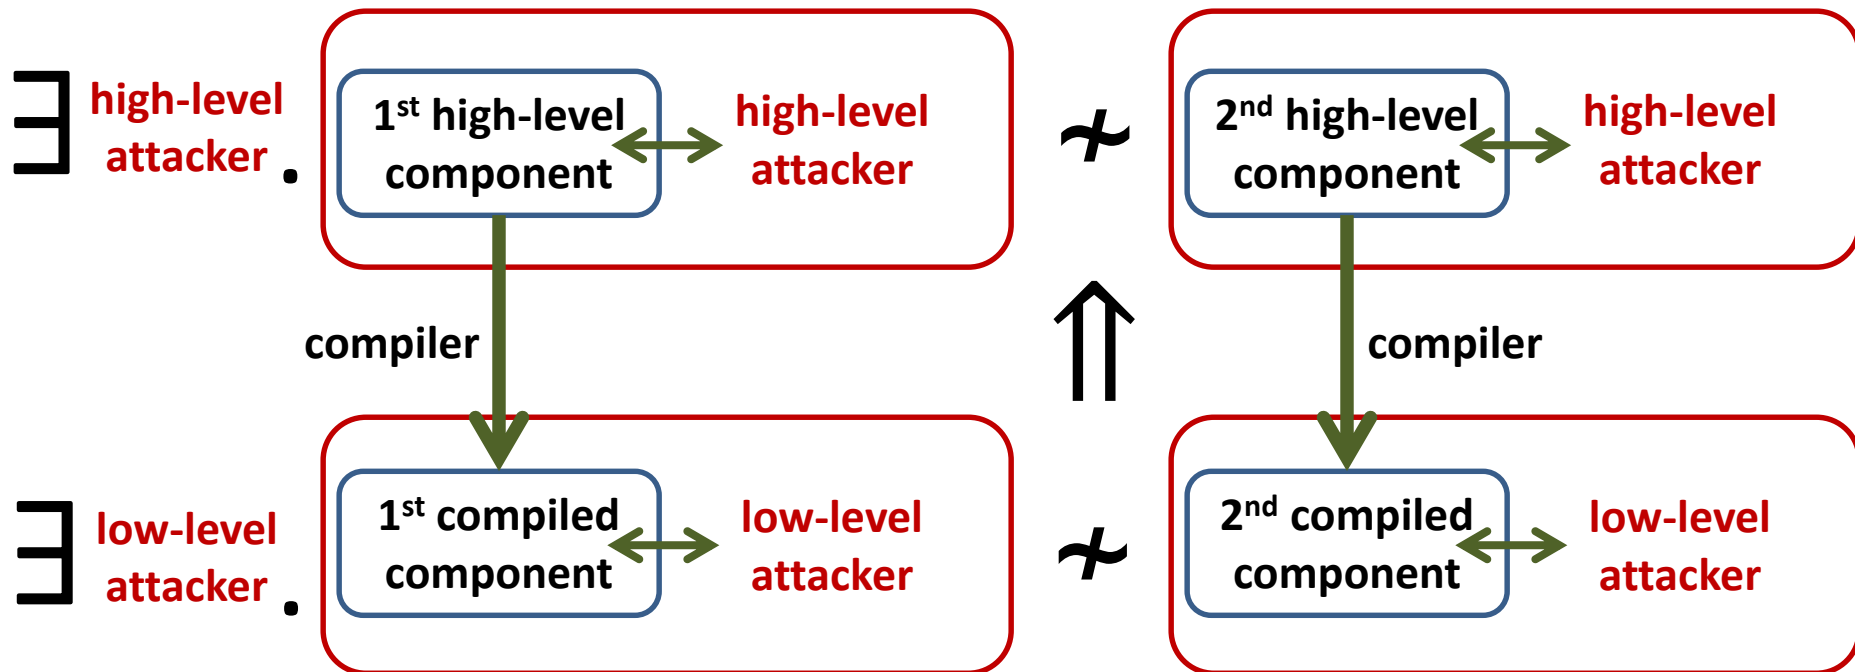 ∃ high-level attacker .
1st high-level component
high-level attacker
≁
2nd high-level component
high-level attacker
compiler
⇑
compiler
∃ low-level attacker .
1st compiled component
low-level attacker
≁
2nd compiled component
low-level attacker